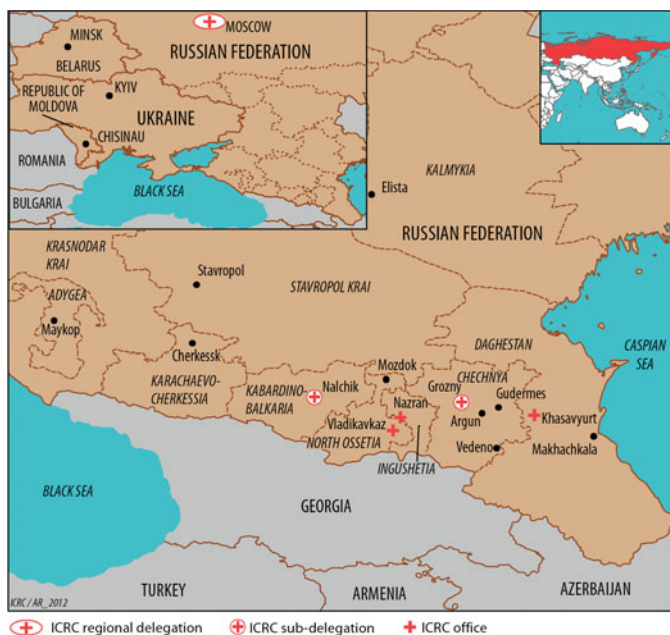 MOSCOW
MINSK
RUSSIAN FEDERATION
BELARUS
REPUBLIC OF
MOLDOVA
KYIV
UKRAINE
CHISINAU
ROMANIA
BLACK SEA
BULGARIA
KALMYKIA
Elista
RUSSIAN FEDERATION
KRASNODAR
KRAI
Stavropol
STAVROPOL KRAI
ADYGEA
Maykop
CASPIAN
SEA
Cherkessk
DAGHESTAN
KARACHAEVO-
CHERKESSIA
KABARDINO-
BALKARIA
Nalchik
Mozdok
Nazran
Grozny
CHECHNYA
Gudermes
Argun
Khasavyurt
Vladikavkaz
NORTH OSSETIA
Vedeno
Makhachkala
INGUSHETIA
BLACK SEA
GEORGIA
TURKEY
ARMENIA
AZERBAIJAN
ICRC / AR_2012
ICRC regional delegation
ICRC sub-delegation
ICRC office